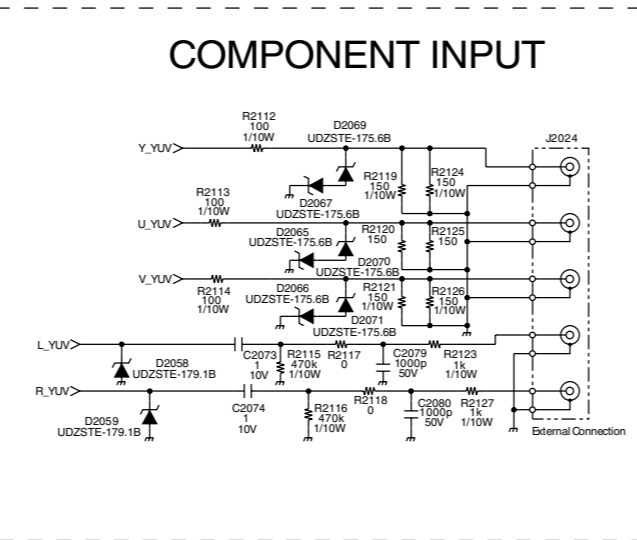 COMPONENT INPUT
R2112
100
1/10W
D2069
UDZSTE-175.6B
J2024
Y_YUV
R2119
150
1/10W
R2124
150
1/10W
R2113
100
1/10W
D2067
UDZSTE-175.6B
U_YUV
D2065
UDZSTE-175.6B
R2120
150
R2125
150
D2070
UDZSTE-175.6B
V_YUV
R2114
100
1/10W
D2066
UDZSTE-175.6B
R2121
150
1/10W
R2126
150
1/10W
D2071
UDZSTE-175.6B
L_YUV
D2058
UDZSTE-179.1B
C2073
1
10V
R2115
470k
1/10W
R2117
0
C2079
1000p
50V
R2123
1k
1/10W
R_YUV
D2059
UDZSTE-179.1B
C2074
1
10V
R2116
470k
1/10W
R2118
0
C2080
1000p
50V
R2127
1k
1/10W
External Connection